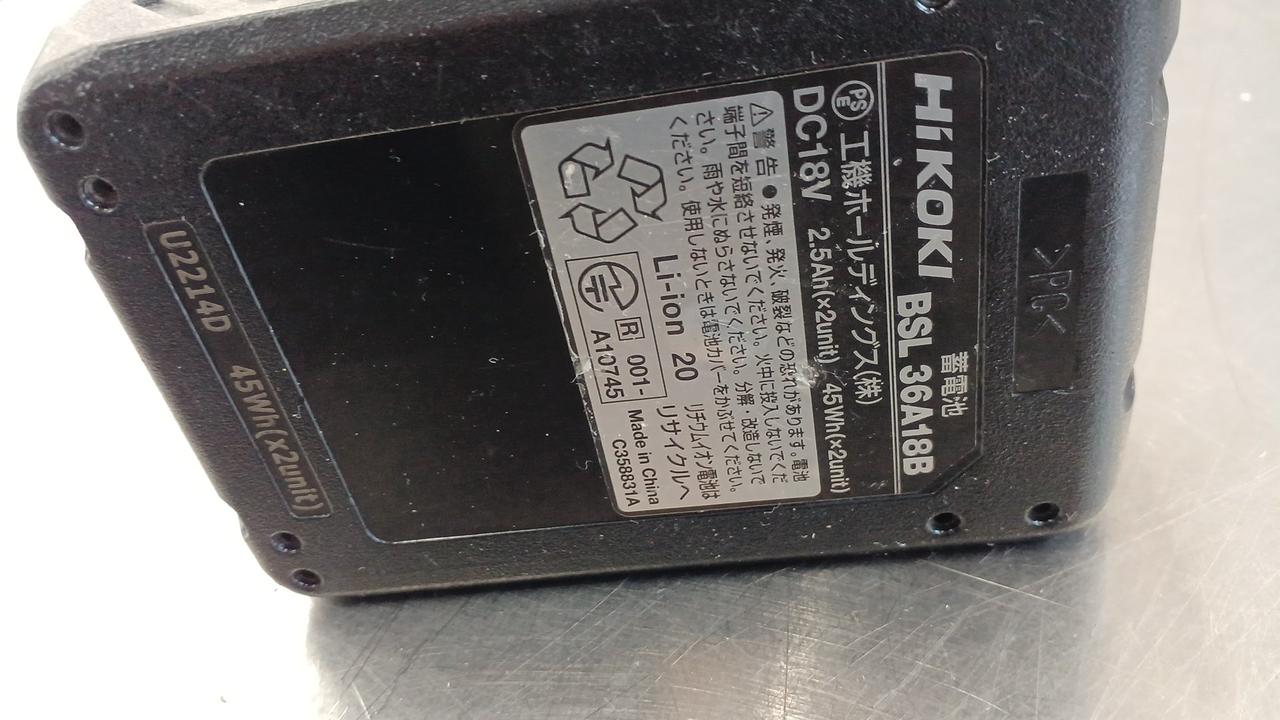 >PC<
HiKOKI 蓄電池
BSL 36A18B
PSE 工機ホールディングス(株)
DC18V 2.5Ah(×2unit) 45Wh(×2unit)
⚠警告 ●発煙、発火、破裂などの恐れがあります。電池
端子間を短絡させないでください。火中に投入しないでくだ
さい。雨や水にぬらさないでください。分解・改造しないで
ください。使用しないときは電池カバーをかぶせてください。
Li-ion 20
リチウムイオン電池は
リサイクルへ
R 001-
A10745
Made in China
C358831A
U2214D 45Wh(×2unit)